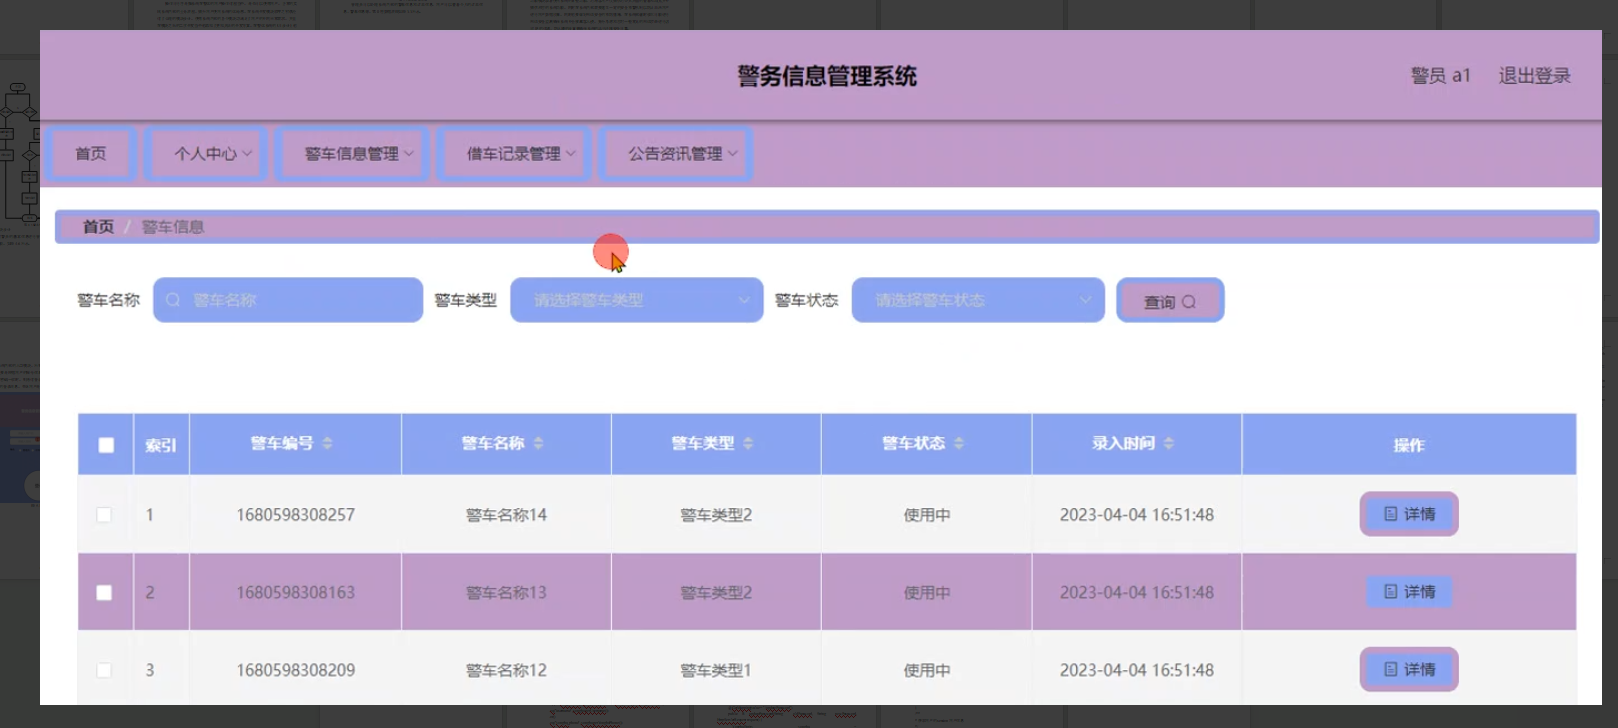 警务信息管理系统
警员 a1 退出登录
首页 个人中心 警车信息管理 借车记录管理 公告资讯管理
首页 / 警车信息
警车名称 警车名称 警车类型 请选择警车类型 警车状态 请选择警车状态 查询
索引 警车编号 警车名称 警车类型 警车状态 录入时间 操作
1 1680598308257 警车名称14 警车类型2 使用中 2023-04-04 16:51:48 详情
2 1680598308163 警车名称13 警车类型2 使用中 2023-04-04 16:51:48 详情
3 1680598308209 警车名称12 警车类型1 使用中 2023-04-04 16:51:48 详情